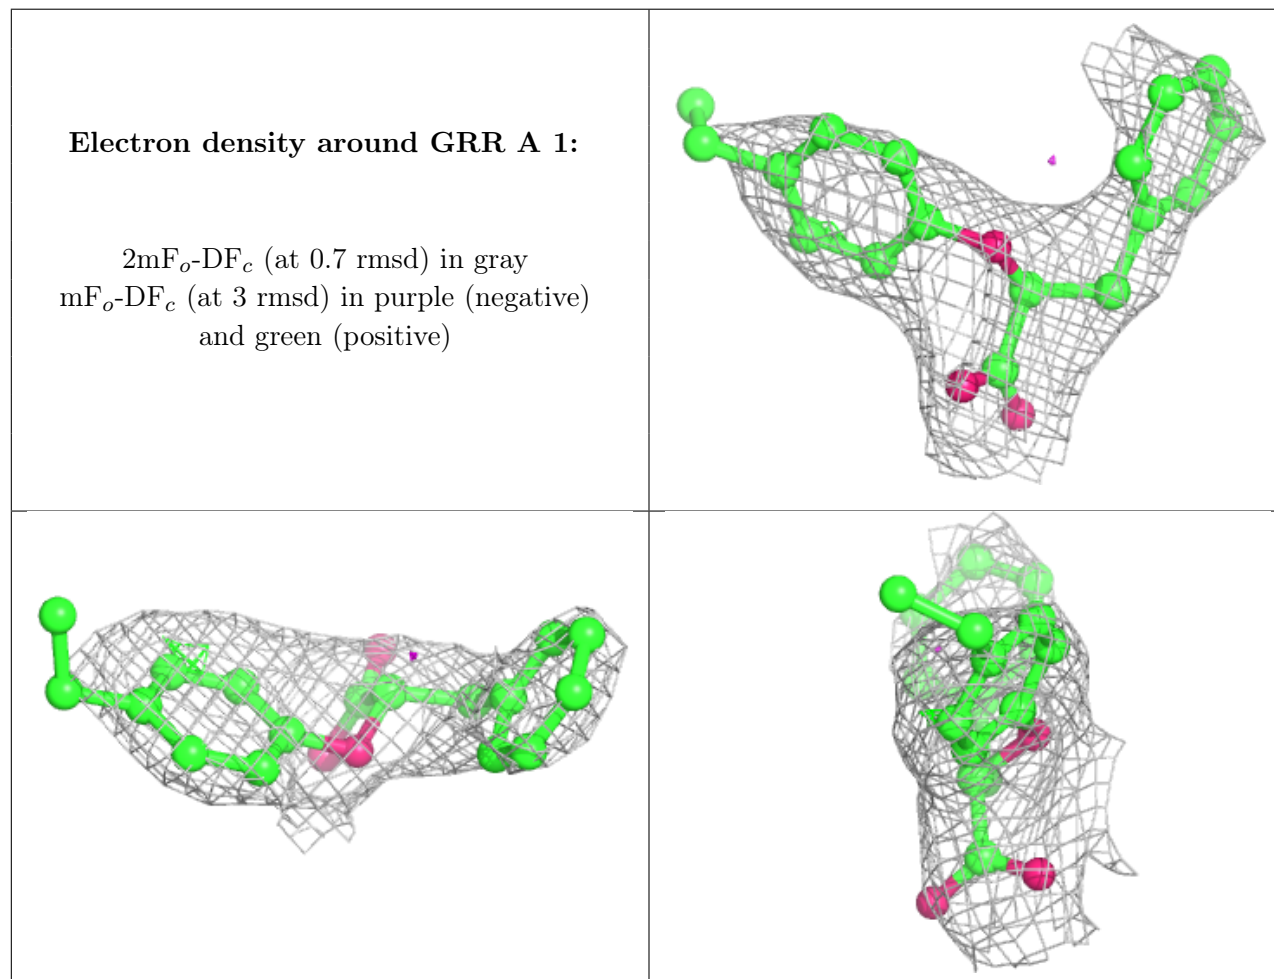 Electron density around GRR A 1:
2mFo-DFc (at 0.7 rmsd) in gray
mFo-DFc (at 3 rmsd) in purple (negative)
and green (positive)